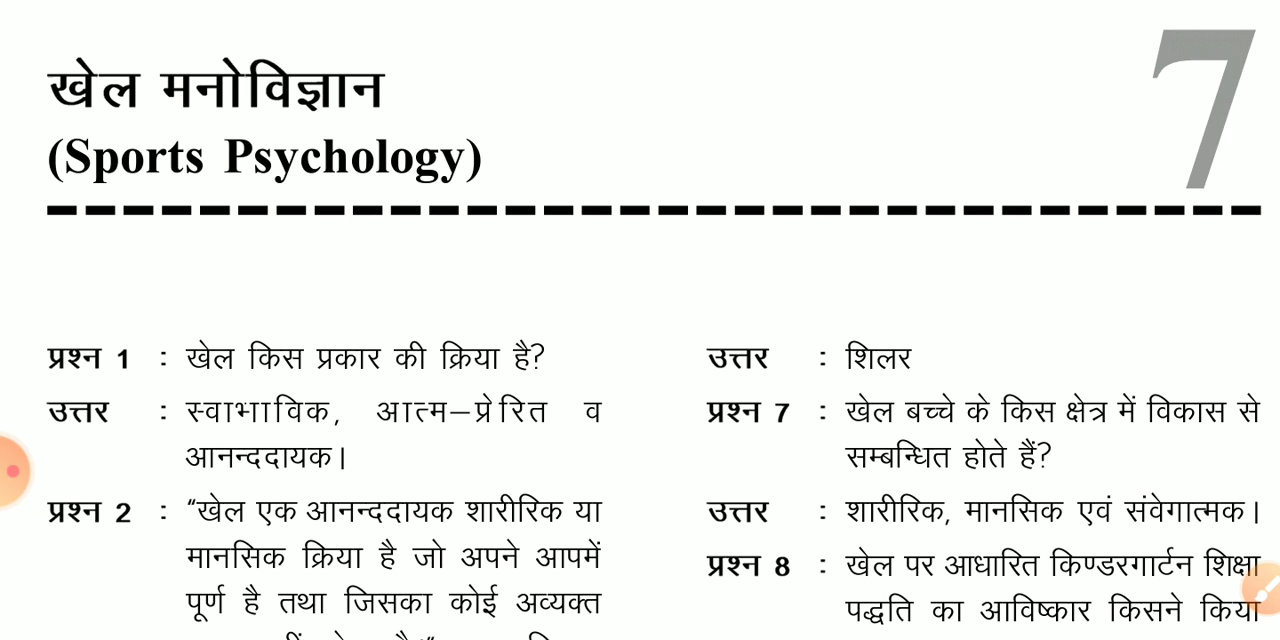 खेल मनोविज्ञान
(Sports Psychology)
7
प्रश्न 1 : खेल किस प्रकार की क्रिया है?
उत्तर : स्वाभाविक, आत्म–प्रेरित व
आनन्ददायक।
प्रश्न 2 : “खेल एक आनन्ददायक शारीरिक या
मानसिक क्रिया है जो अपने आपमें
पूर्ण है तथा जिसका कोई अव्यक्त
उत्तर : शिलर
प्रश्न 7 : खेल बच्चे के किस क्षेत्र में विकास से
सम्बन्धित होते हैं?
उत्तर : शारीरिक, मानसिक एवं संवेगात्मक।
प्रश्न 8 : खेल पर आधारित किण्डरगार्टन शिक्षा
पद्धति का आविष्कार किसने किया